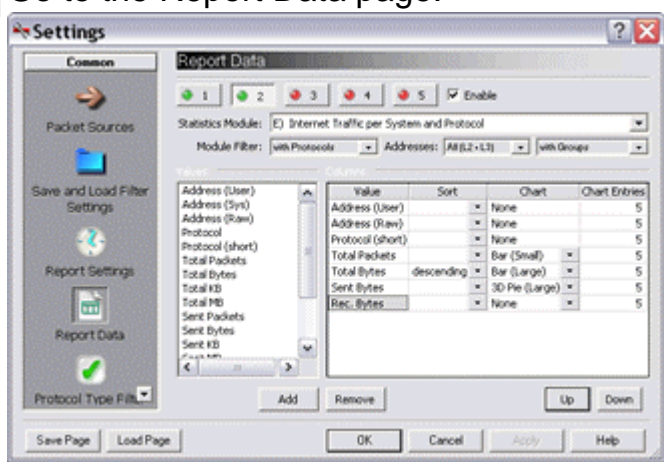 Go to the Report Data page.
Settings
Common
Packet Sources
Save and Load Filter
Settings
Report Settings
Report Data
Protocol Type Filt
Report Data
1 2 3 4 5 Enable
Statistics Module: E) Internet Traffic per System and Protocol
Module Filter: with Protocols Addresses: All(L2+L3) with Groups
Values
Address (User)
Address (Sys)
Address (Raw)
Protocol
Protocol (short)
Total Packets
Total Bytes
Total KB
Total MB
Sent Packets
Sent Bytes
Sent KB
Sent MB
Columns
Value Sort Chart Chart Entries
Address (User) None 5
Address (Raw) None 5
Protocol (short) None 5
Total Packets Bar (Small) 5
Total Bytes descending Bar (Large) 5
Sent Bytes 3D Pie (Large) 5
Rec. Bytes None 5
Add Remove Up Down
Save Page Load Page OK Cancel Apply Help